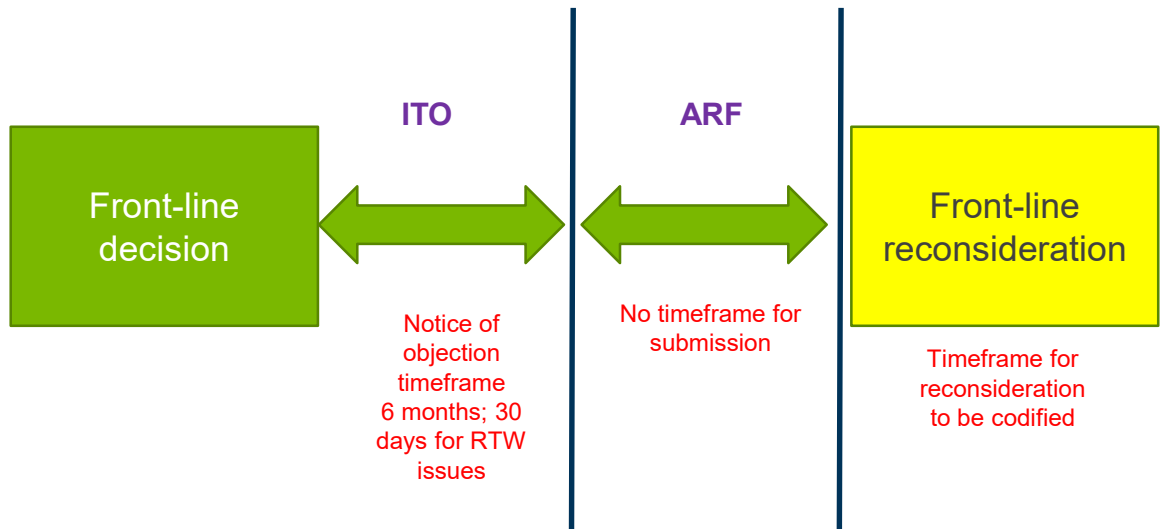 ITO
ARF
Front-line
decision
Front-line
reconsideration
Notice of
objection
timeframe
6 months; 30
days for RTW
issues
No timeframe for
submission
Timeframe for
reconsideration
to be codified